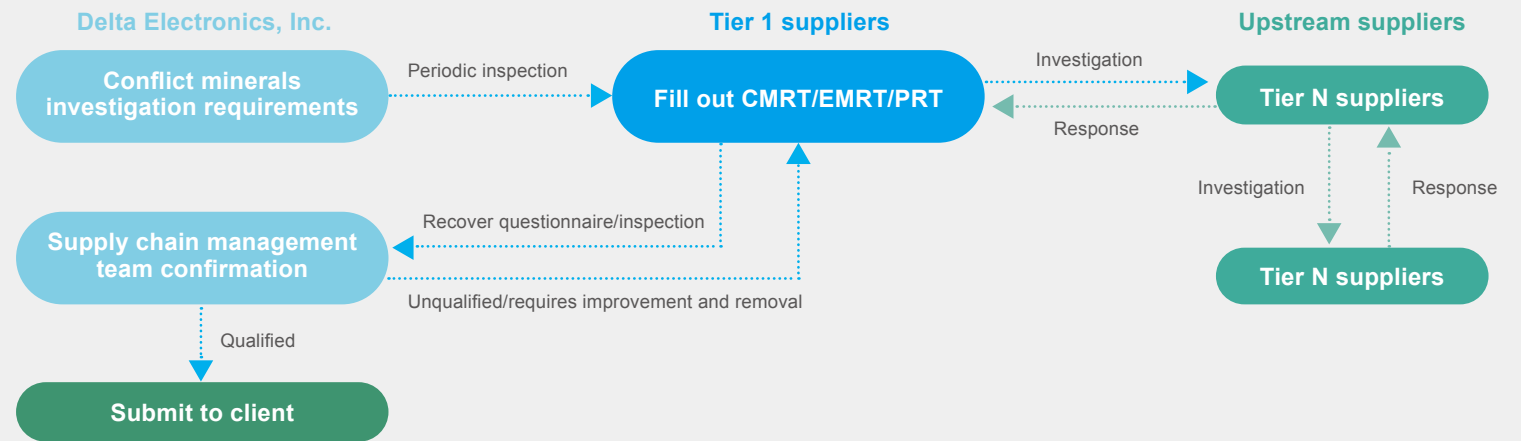 Delta Electronics, Inc.
Tier 1 suppliers
Upstream suppliers
Conflict minerals
investigation requirements
Periodic inspection
Fill out CMRT/EMRT/PRT
Investigation
Response
Tier N suppliers
Investigation
Response
Tier N suppliers
Recover questionnaire/inspection
Supply chain management
team confirmation
Unqualified/requires improvement and removal
Qualified
Submit to client